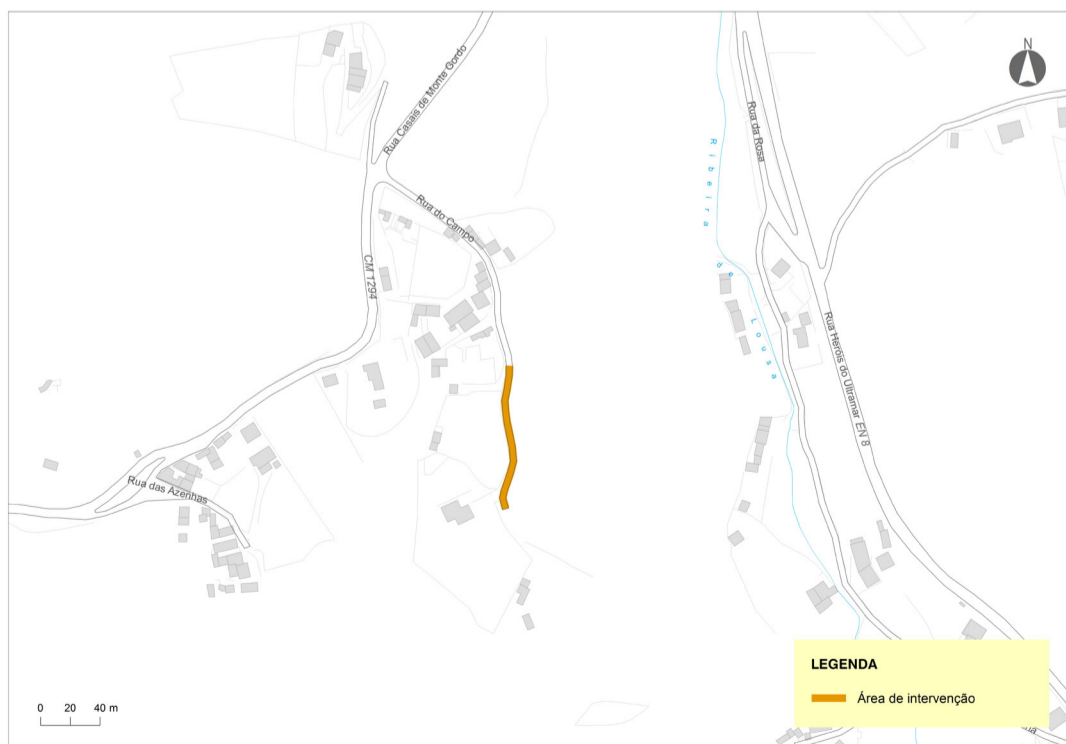 N
Rua Casais de Monte Gordo
Rua da Rosa
Ribeira de Lousa
Rua do Campo
CM 1294
Rua Heróis do Ultramar EN 8
Rua das Azenhas
LEGENDA
Área de intervenção
0 20 40 m